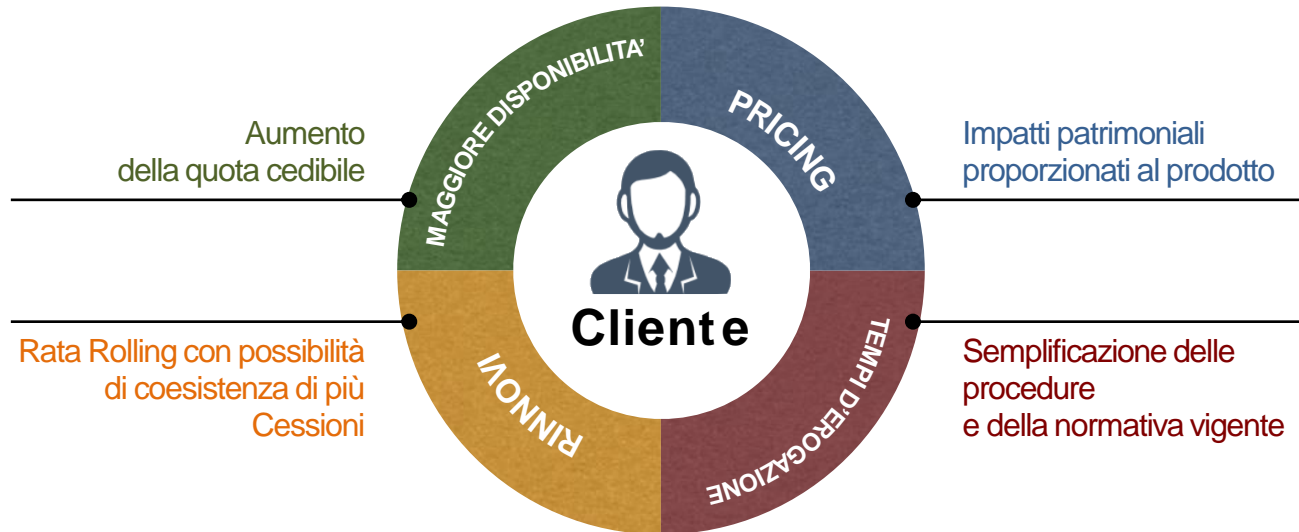 MAGGIORE DISPONIBILITA'
PRICING
Aumento
della quota cedibile
Impatti patrimoniali
proporzionati al prodotto
Cliente
Rata Rolling con possibilità
di coesistenza di più
Cessioni
Semplificazione delle
procedure
e della normativa vigente
RINNOVI
TEMPI D'EROGAZIONE